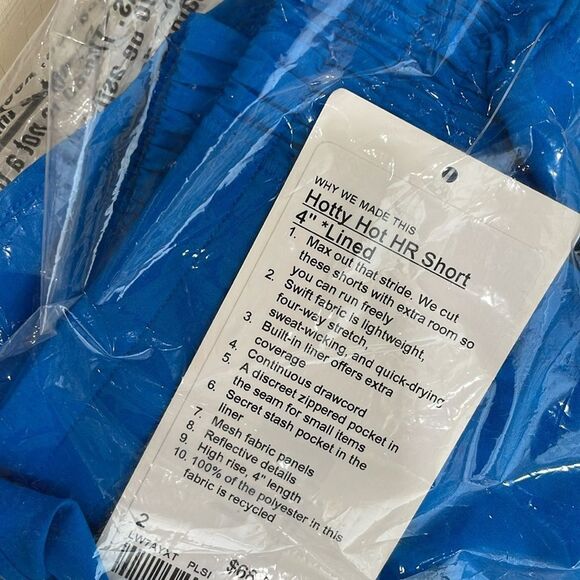 WHY WE MADE THIS
Hotty Hot HR Short
4" *Lined
1. Max out that stride. We cut
these shorts with extra room so
you can run freely
2. Swift fabric is lightweight,
four-way stretch,
sweat-wicking, and quick-drying
3. Built-in liner offers extra
coverage
4. Continuous drawcord
5. A discreet zippered pocket in
the seam for small items
6. Secret stash pocket in the
liner
7. Mesh fabric panels
8. Reflective details
9. High rise, 4" length
10. 100% of the polyester in this
fabric is recycled
2
LW7AYXT PLSI
not a